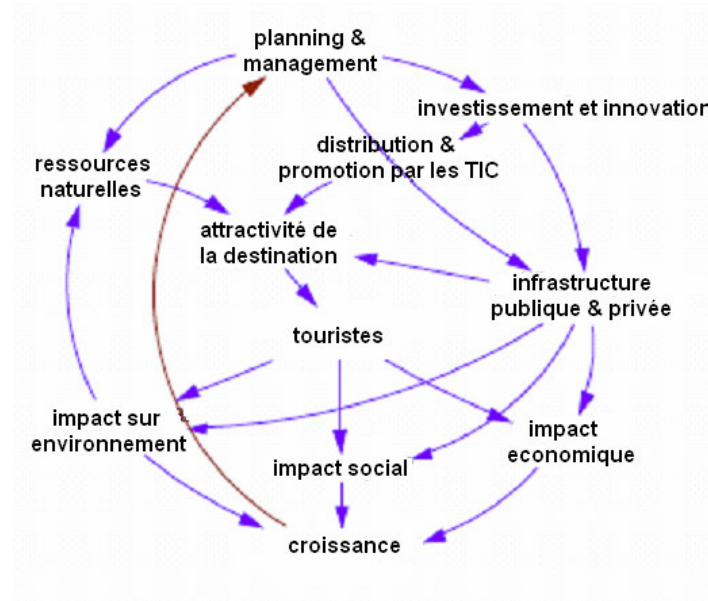 planning &
management
investissement et innovation
distribution &
promotion par les TIC
ressources
naturelles
attractivité de
la destination
infrastructure
publique & privée
touristes
impact sur
environnement
impact
economique
impact social
croissance